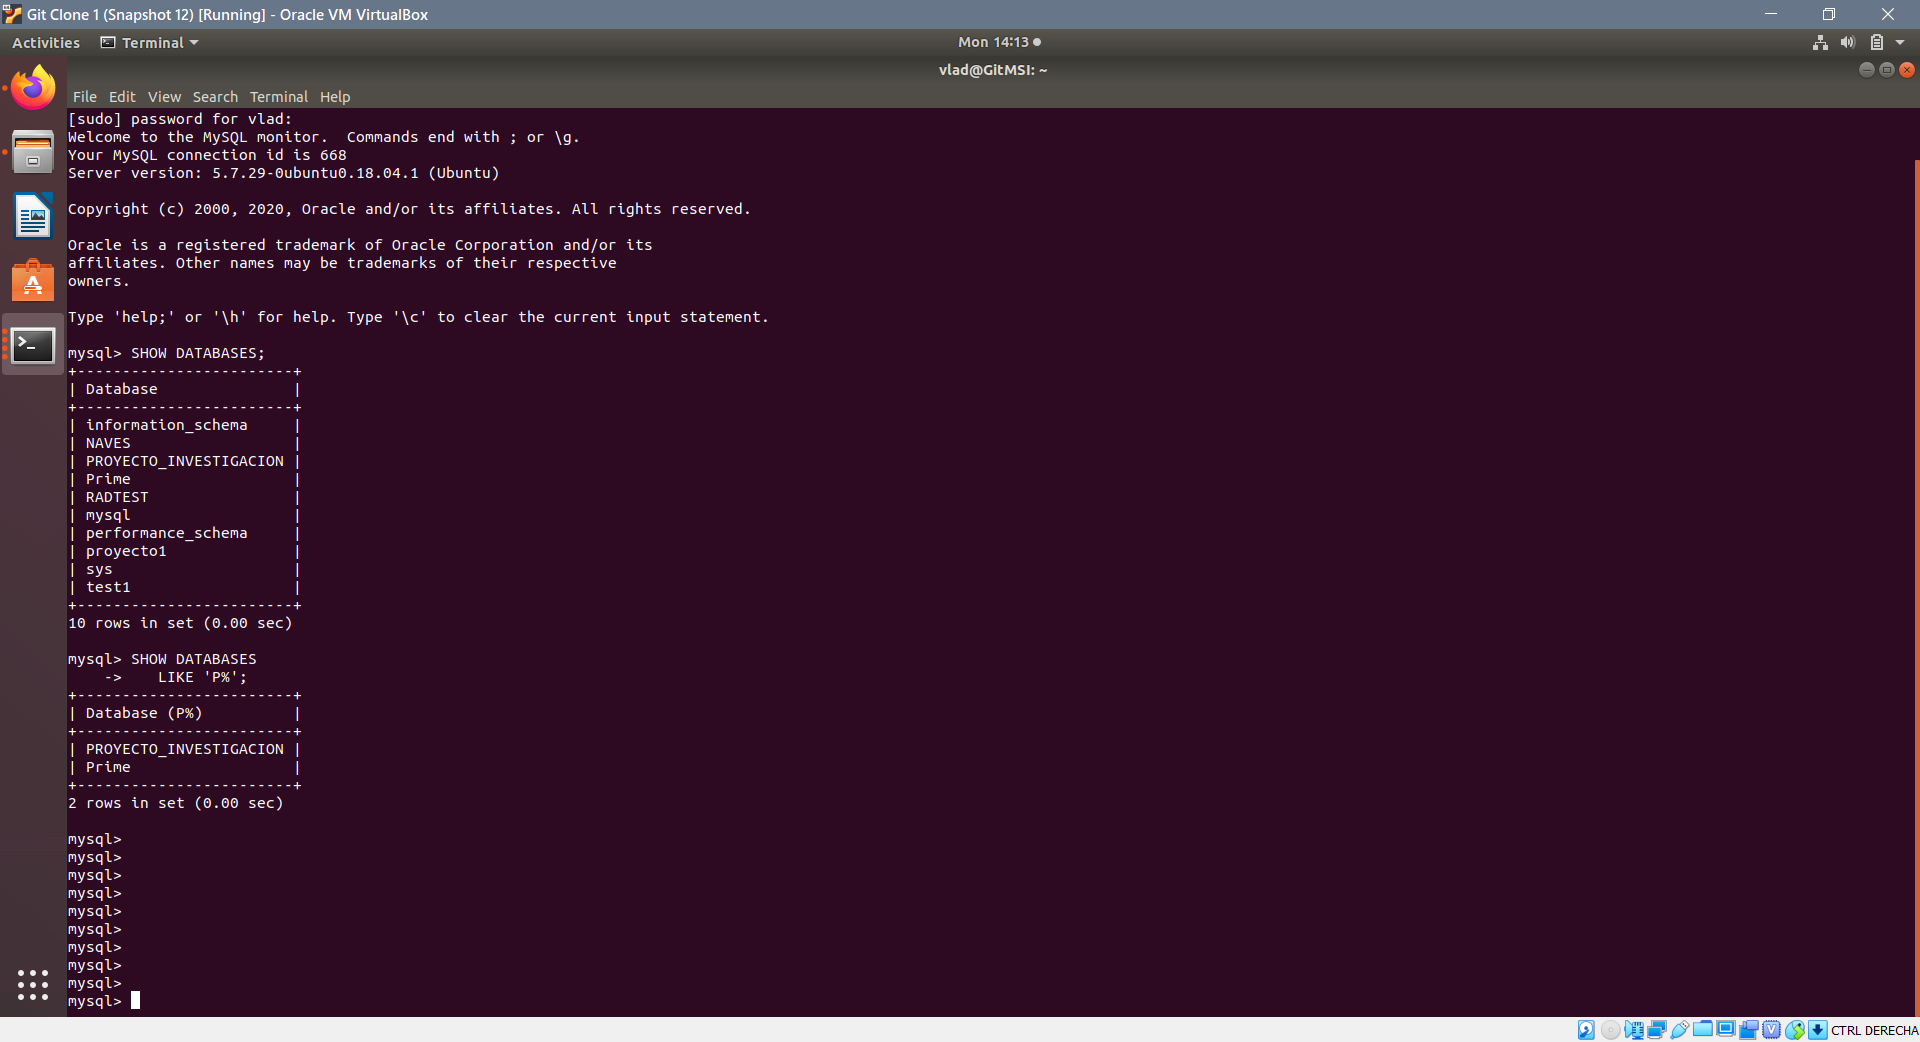 Git Clone 1 (Snapshot 12) [Running] - Oracle VM VirtualBox
Activities Terminal Mon 14:13
vlad@GitMSI: ~
File Edit View Search Terminal Help
[sudo] password for vlad:
Welcome to the MySQL monitor.  Commands end with ; or \g.
Your MySQL connection id is 668
Server version: 5.7.29-0ubuntu0.18.04.1 (Ubuntu)
Copyright (c) 2000, 2020, Oracle and/or its affiliates. All rights reserved.
Oracle is a registered trademark of Oracle Corporation and/or its
affiliates. Other names may be trademarks of their respective
owners.
Type 'help;' or '\h' for help. Type '\c' to clear the current input statement.
mysql> SHOW DATABASES;
+------------------------+
| Database               |
+------------------------+
| information_schema     |
| NAVES                  |
| PROYECTO_INVESTIGACION |
| Prime                  |
| RADTEST                |
| mysql                  |
| performance_schema     |
| proyecto1              |
| sys                    |
| test1                  |
+------------------------+
10 rows in set (0.00 sec)
mysql> SHOW DATABASES
    ->    LIKE 'P%';
+------------------------+
| Database (P%)          |
+------------------------+
| PROYECTO_INVESTIGACION |
| Prime                  |
+------------------------+
2 rows in set (0.00 sec)
mysql>
mysql>
mysql>
mysql>
mysql>
mysql>
mysql>
mysql>
mysql>
mysql>
CTRL DERECHA